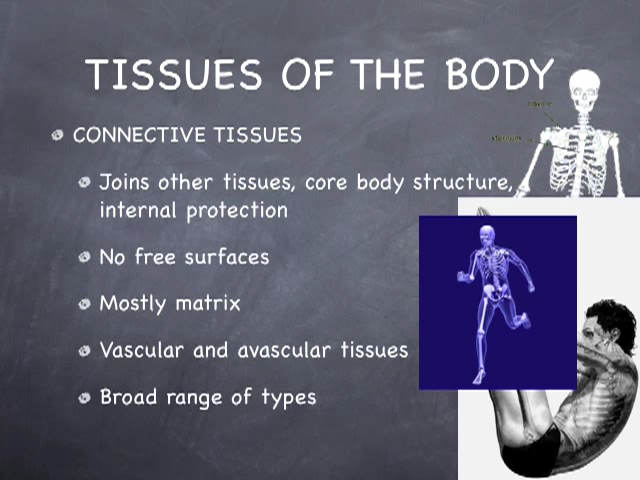 TISSUES OF THE BODY
CONNECTIVE TISSUES
Joins other tissues, core body structure,
internal protection
No free surfaces
Mostly matrix
Vascular and avascular tissues
Broad range of types